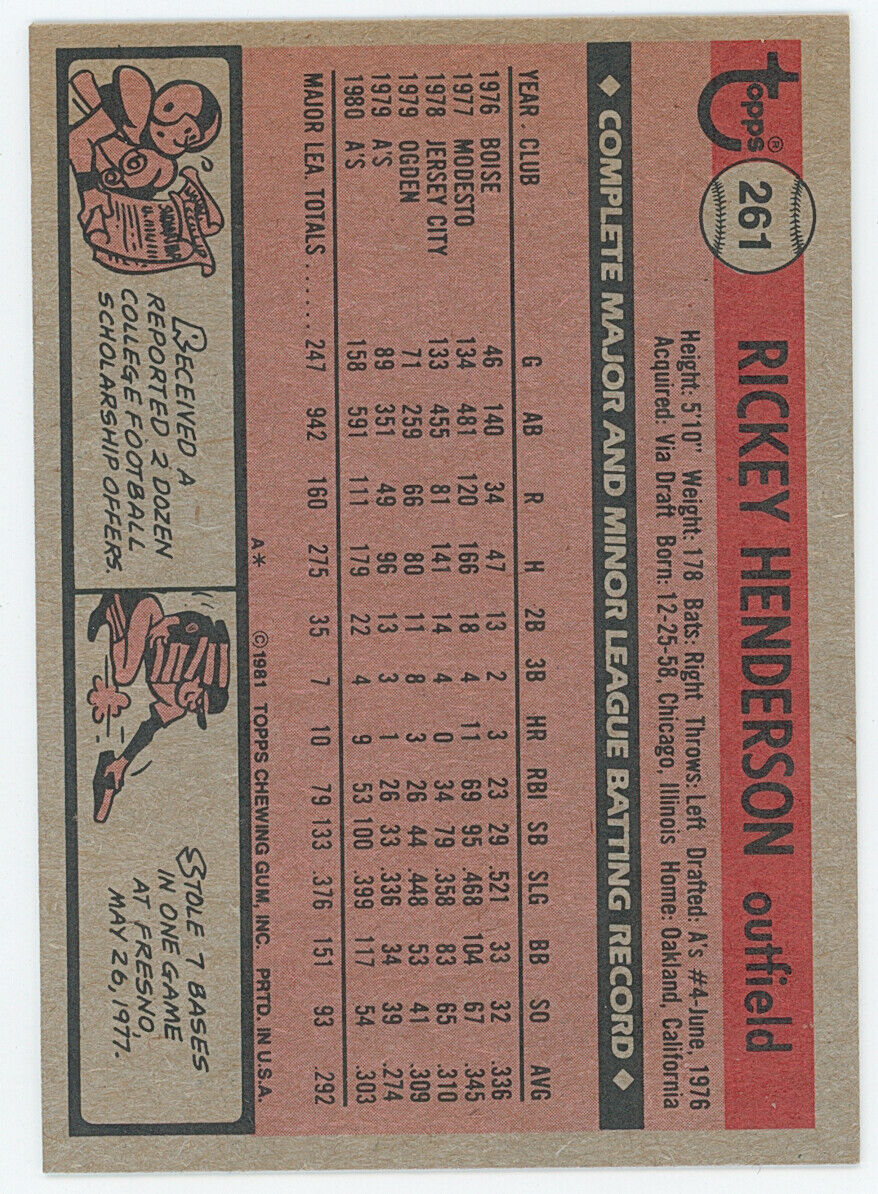 topps®
261
RICKEY HENDERSON outfield
Height: 5'10" Weight: 178 Bats: Right Throws: Left Drafted: A's #4-June, 1976
Acquired: Via Draft Born: 12-25-58, Chicago, Illinois Home: Oakland, California
◆ COMPLETE MAJOR AND MINOR LEAGUE BATTING RECORD ◆
YEAR . CLUB G AB R H 2B 3B HR RBI SB SLG BB SO AVG
1976 BOISE 46 140 34 47 13 2 3 23 29 .521 33 32 .336
1977 MODESTO 134 481 120 166 18 4 11 69 95 .468 104 67 .345
1978 JERSEY CITY 133 455 81 141 14 4 0 34 79 .358 83 65 .310
1979 OGDEN 71 259 66 80 11 8 3 26 44 .448 53 41 .309
1979 A'S 89 351 49 96 13 3 1 26 33 .336 34 39 .274
1980 A'S 158 591 111 179 22 4 9 53 100 .399 117 54 .303
MAJOR LEA. TOTALS ...... 247 942 160 275 35 7 10 79 133 .376 151 93 .292
A* ©1981 TOPPS CHEWING GUM, INC. PRTD. IN U.S.A.
RECEIVED A
REPORTED 2 DOZEN
COLLEGE FOOTBALL
SCHOLARSHIP OFFERS.
STOLE 7 BASES
IN ONE GAME
AT FRESNO,
MAY 26, 1977.